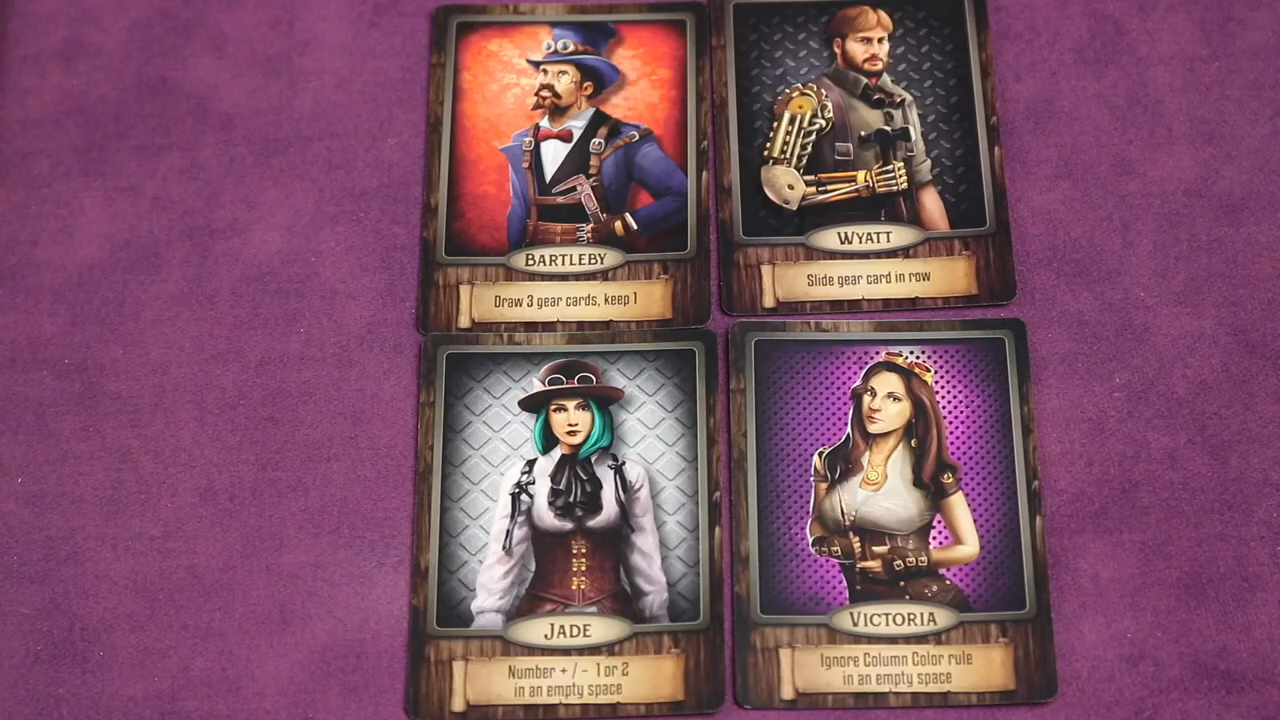 BARTLEBY
Draw 3 gear cards, keep 1
WYATT
Slide gear card in row
JADE
Number + / - 1 or 2
in an empty space
VICTORIA
Ignore Column Color rule
in an empty space